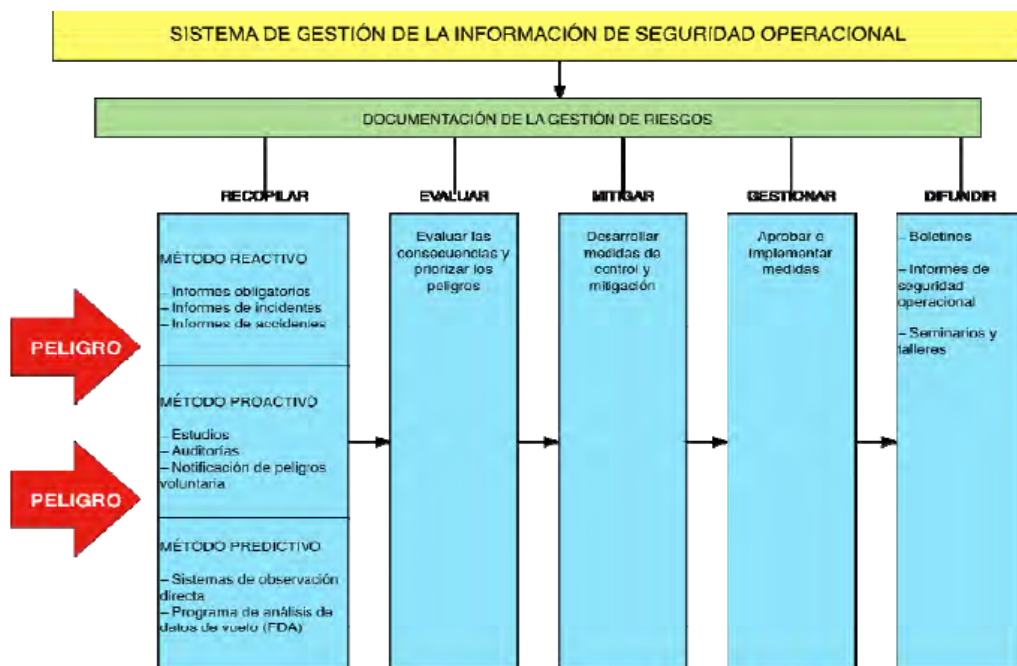 SISTEMA DE GESTIÓN DE LA INFORMACIÓN DE SEGURIDAD OPERACIONAL
DOCUMENTACIÓN DE LA GESTIÓN DE RIESGOS
RECOPILAR
EVALUAR
MITIGAR
GESTIONAR
DIFUNDIR
PELIGRO
PELIGRO
MÉTODO REACTIVO
– Informes obligatorios
– Informes de incidentes
– Informes de accidentes
MÉTODO PROACTIVO
– Estudios
– Auditorías
– Notificación de peligros
voluntaria
MÉTODO PREDICTIVO
– Sistemas de observación
directa
– Programa de análisis de
datos de vuelo (FDA)
Evaluar las
consecuencias y
priorizar los
peligros
Desarrollar
medidas de
control y
mitigación
Aprobar e
implementar
medidas
– Boletines
– Informes de
seguridad
operacional
– Seminarios y
talleres